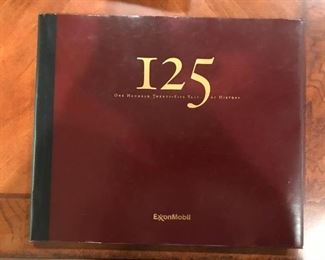 125
One Hundred Twenty-Five Years of History
ExxonMobil